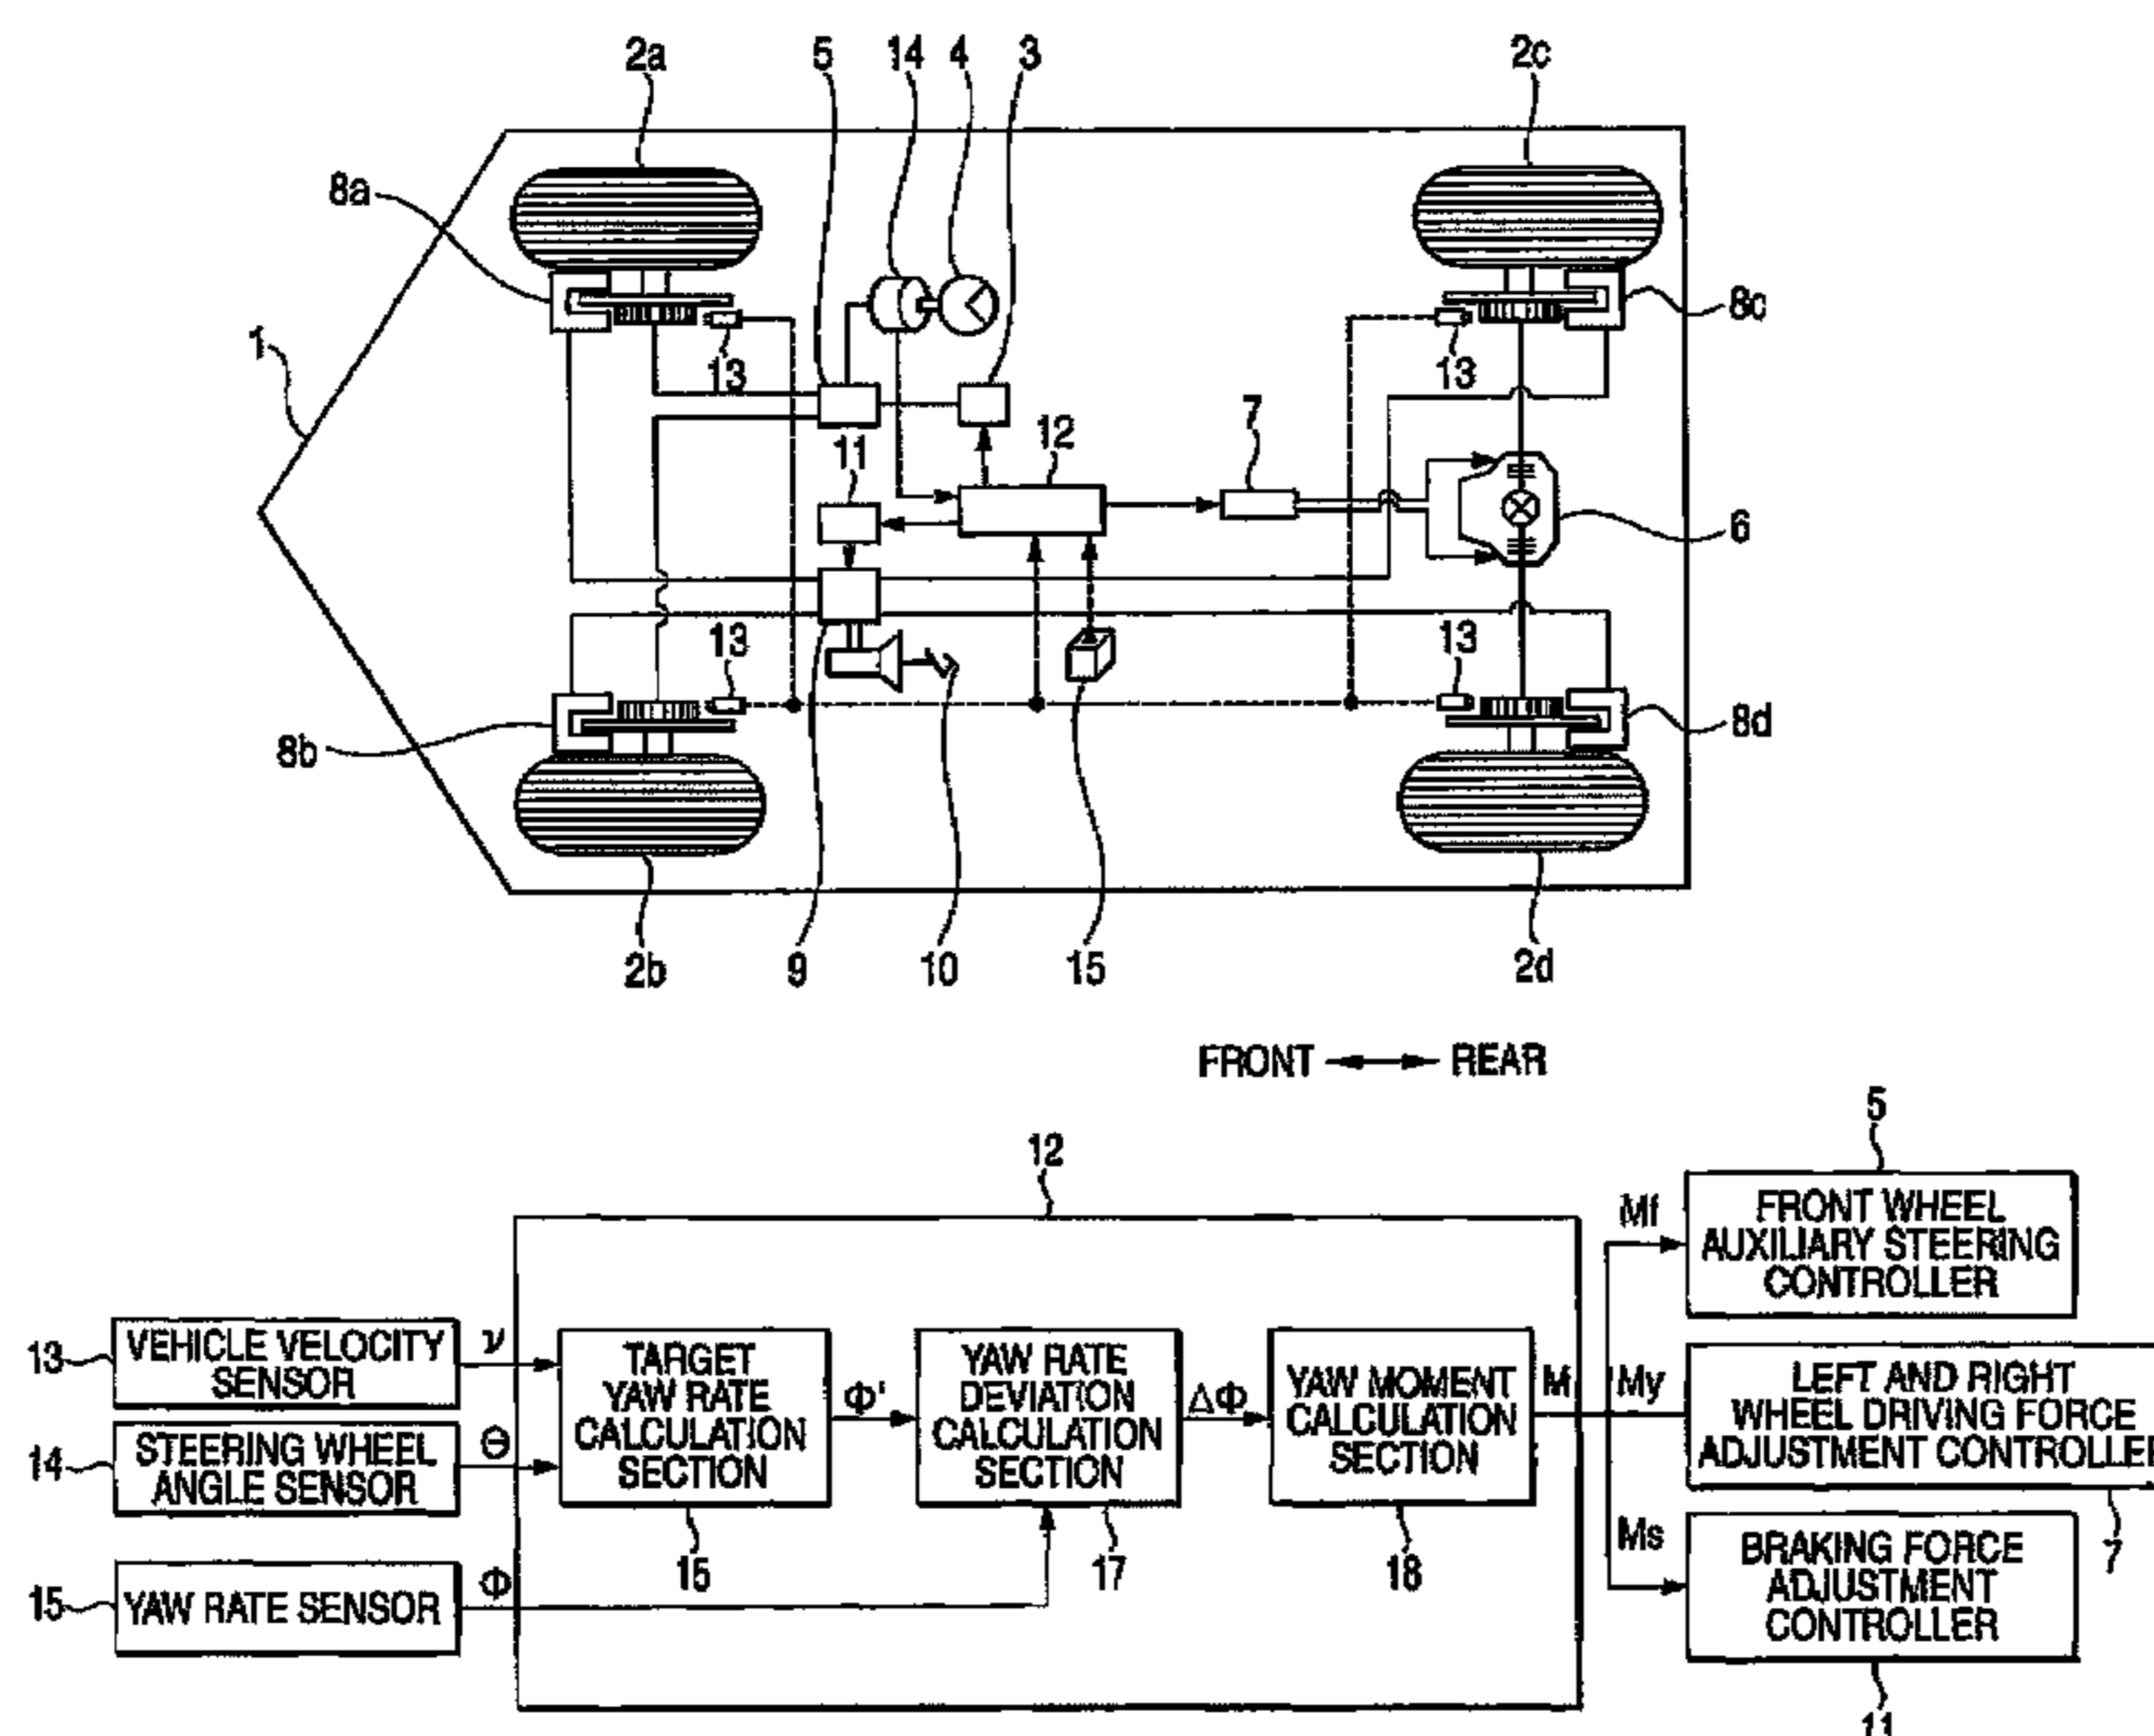 2a
5
14
4
3
2c
8a
8c
1
13
13
7
11
12
6
13
13
8b
8d
2b
9
10
15
2d
FRONT REAR
5
12
Mf
FRONT WHEEL
AUXILIARY STEERING
CONTROLLER
13
VEHICLE VELOCITY
SENSOR
ν
TARGET
YAW RATE
CALCULATION
SECTION
Φ'
YAW RATE
DEVIATION
CALCULATION
SECTION
ΔΦ
YAW MOMENT
CALCULATION
SECTION
M
My
LEFT AND RIGHT
WHEEL DRIVING FORCE
ADJUSTMENT CONTROLLER
14
STEERING WHEEL
ANGLE SENSOR
Θ
15
17
18
Ms
7
BRAKING FORCE
ADJUSTMENT
CONTROLLER
15
YAW RATE SENSOR
Φ
11